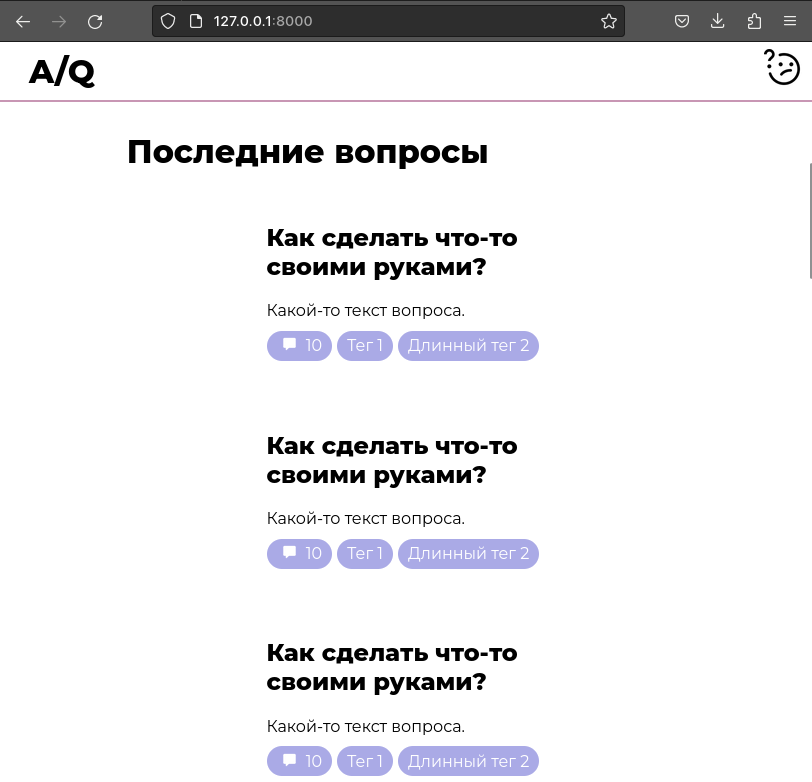 127.0.0.1:8000
A/Q
Последние вопросы
Как сделать что-то
своими руками?
Какой-то текст вопроса.
10 Тег 1 Длинный тег 2
Как сделать что-то
своими руками?
Какой-то текст вопроса.
10 Тег 1 Длинный тег 2
Как сделать что-то
своими руками?
Какой-то текст вопроса.
10 Тег 1 Длинный тег 2